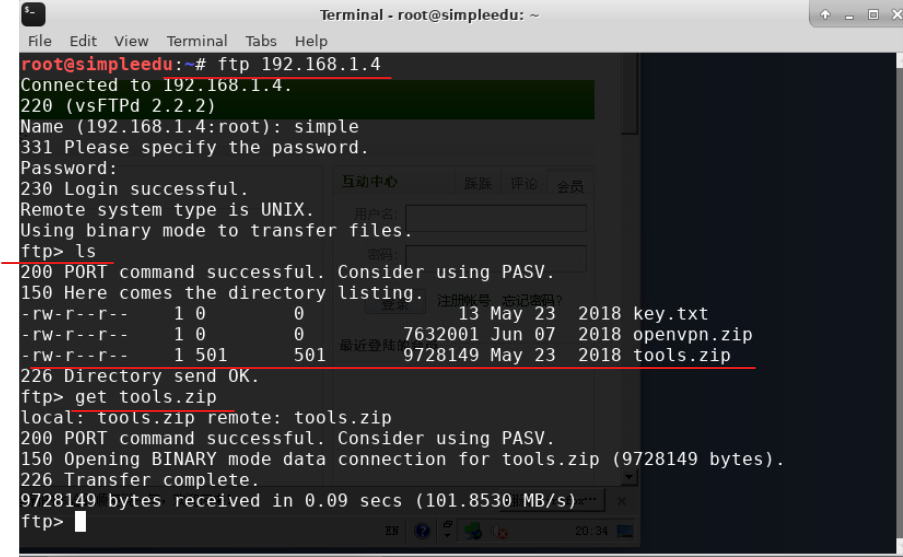 Terminal - root@simpleedu: ~
File Edit View Terminal Tabs Help
root@simpleedu:~# ftp 192.168.1.4
Connected to 192.168.1.4.
220 (vsFTPd 2.2.2)
Name (192.168.1.4:root): simple
331 Please specify the password.
Password:
230 Login successful.
Remote system type is UNIX.
Using binary mode to transfer files.
ftp> ls
200 PORT command successful. Consider using PASV.
150 Here comes the directory listing.
-rw-r--r-- 1 0 0 13 May 23 2018 key.txt
-rw-r--r-- 1 0 0 7632001 Jun 07 2018 openvpn.zip
-rw-r--r-- 1 501 501 9728149 May 23 2018 tools.zip
226 Directory send OK.
ftp> get tools.zip
local: tools.zip remote: tools.zip
200 PORT command successful. Consider using PASV.
150 Opening BINARY mode data connection for tools.zip (9728149 bytes).
226 Transfer complete.
9728149 bytes received in 0.09 secs (101.8530 MB/s)
ftp>
互动中心 踩踩 评论 会员
用户名:
密码:
登录 注册帐号 忘记密码?
最近登陆的会员
EN 20:34